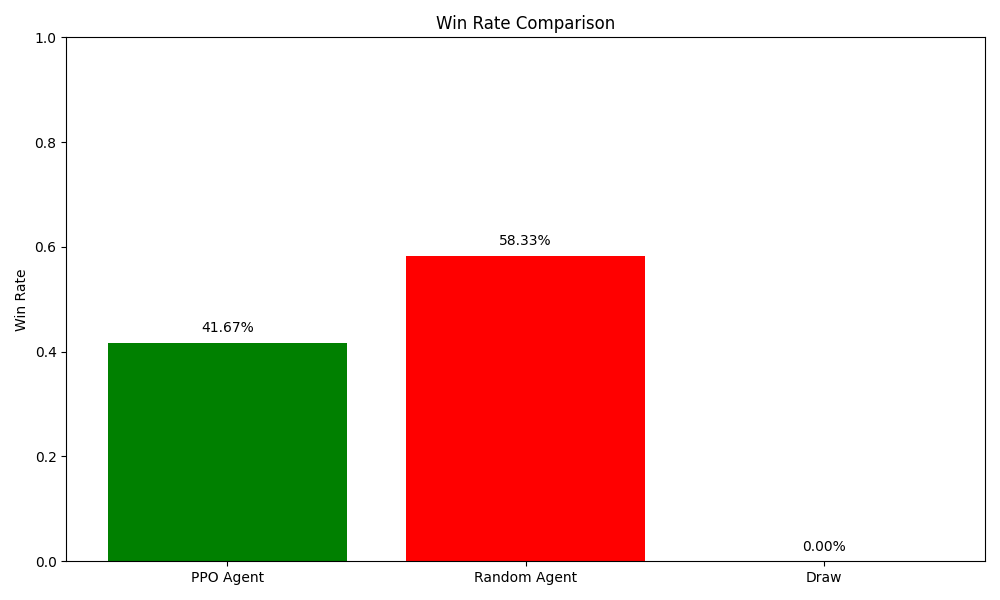 Win Rate Comparison
Win Rate
1.0
0.8
0.6
0.4
0.2
0.0
41.67%
58.33%
0.00%
PPO Agent
Random Agent
Draw